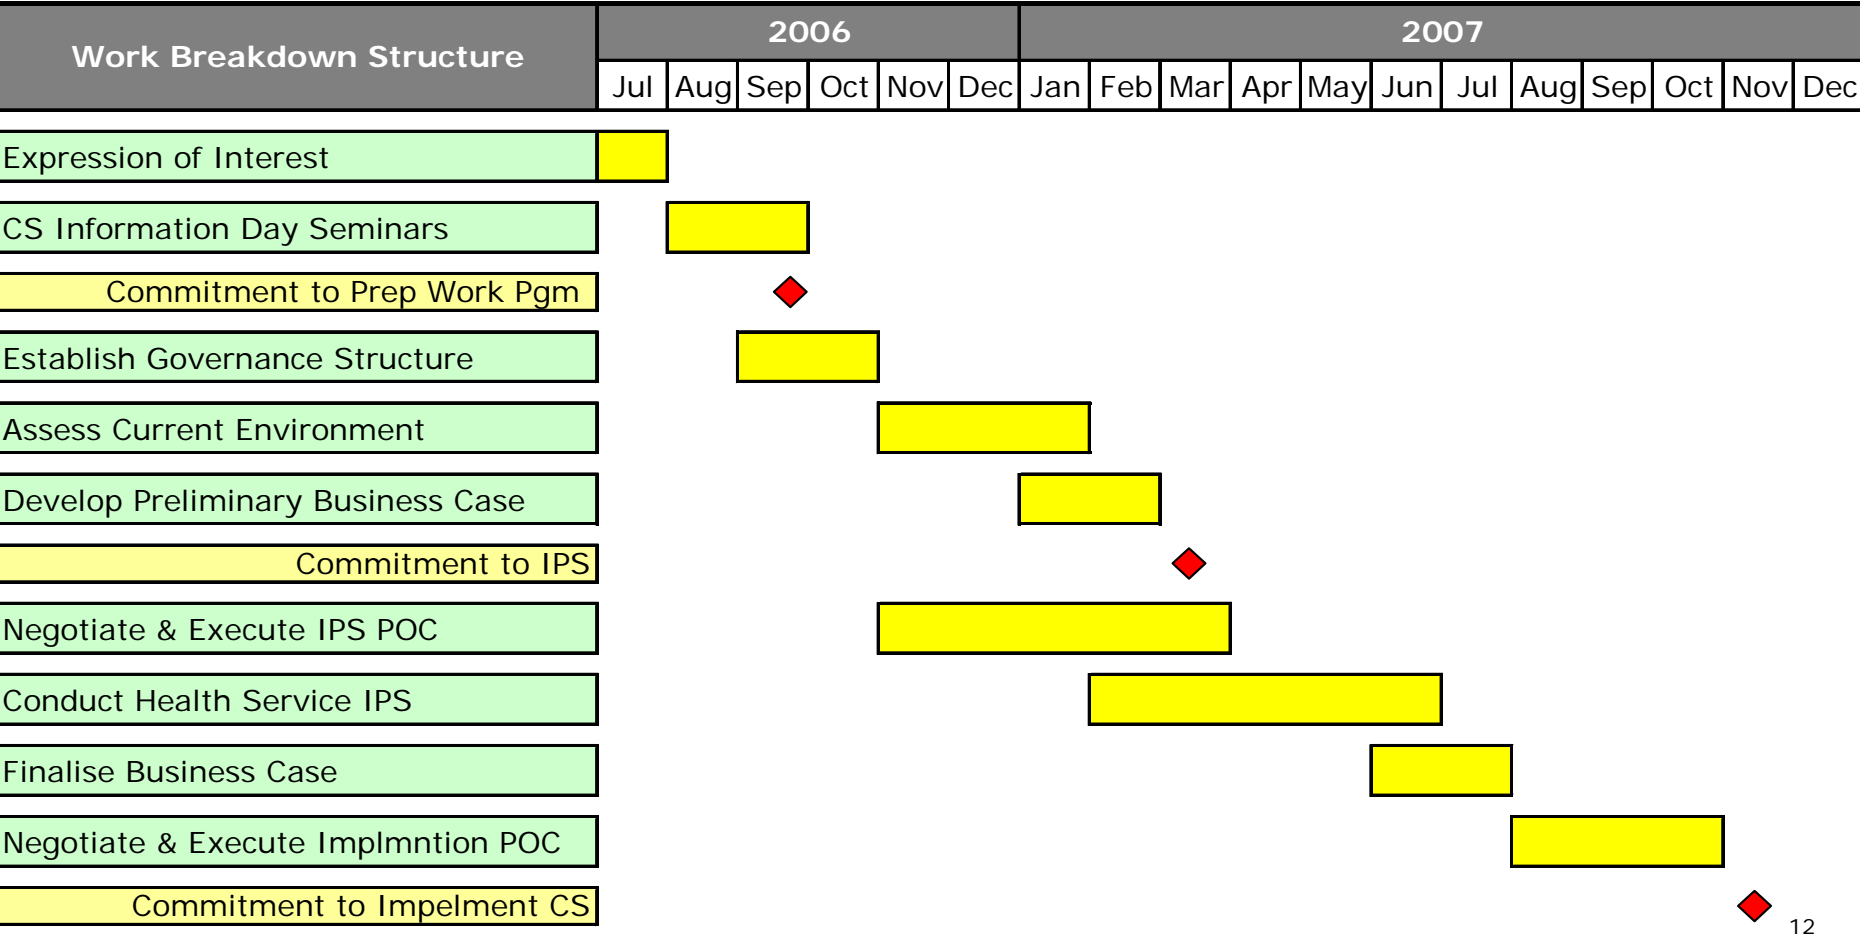 Work Breakdown Structure
2006
2007
Jul Aug Sep Oct Nov Dec Jan Feb Mar Apr May Jun Jul Aug Sep Oct Nov Dec
Expression of Interest
CS Information Day Seminars
Commitment to Prep Work Pgm
Establish Governance Structure
Assess Current Environment
Develop Preliminary Business Case
Commitment to IPS
Negotiate & Execute IPS POC
Conduct Health Service IPS
Finalise Business Case
Negotiate & Execute Implmntion POC
Commitment to Impelment CS
12